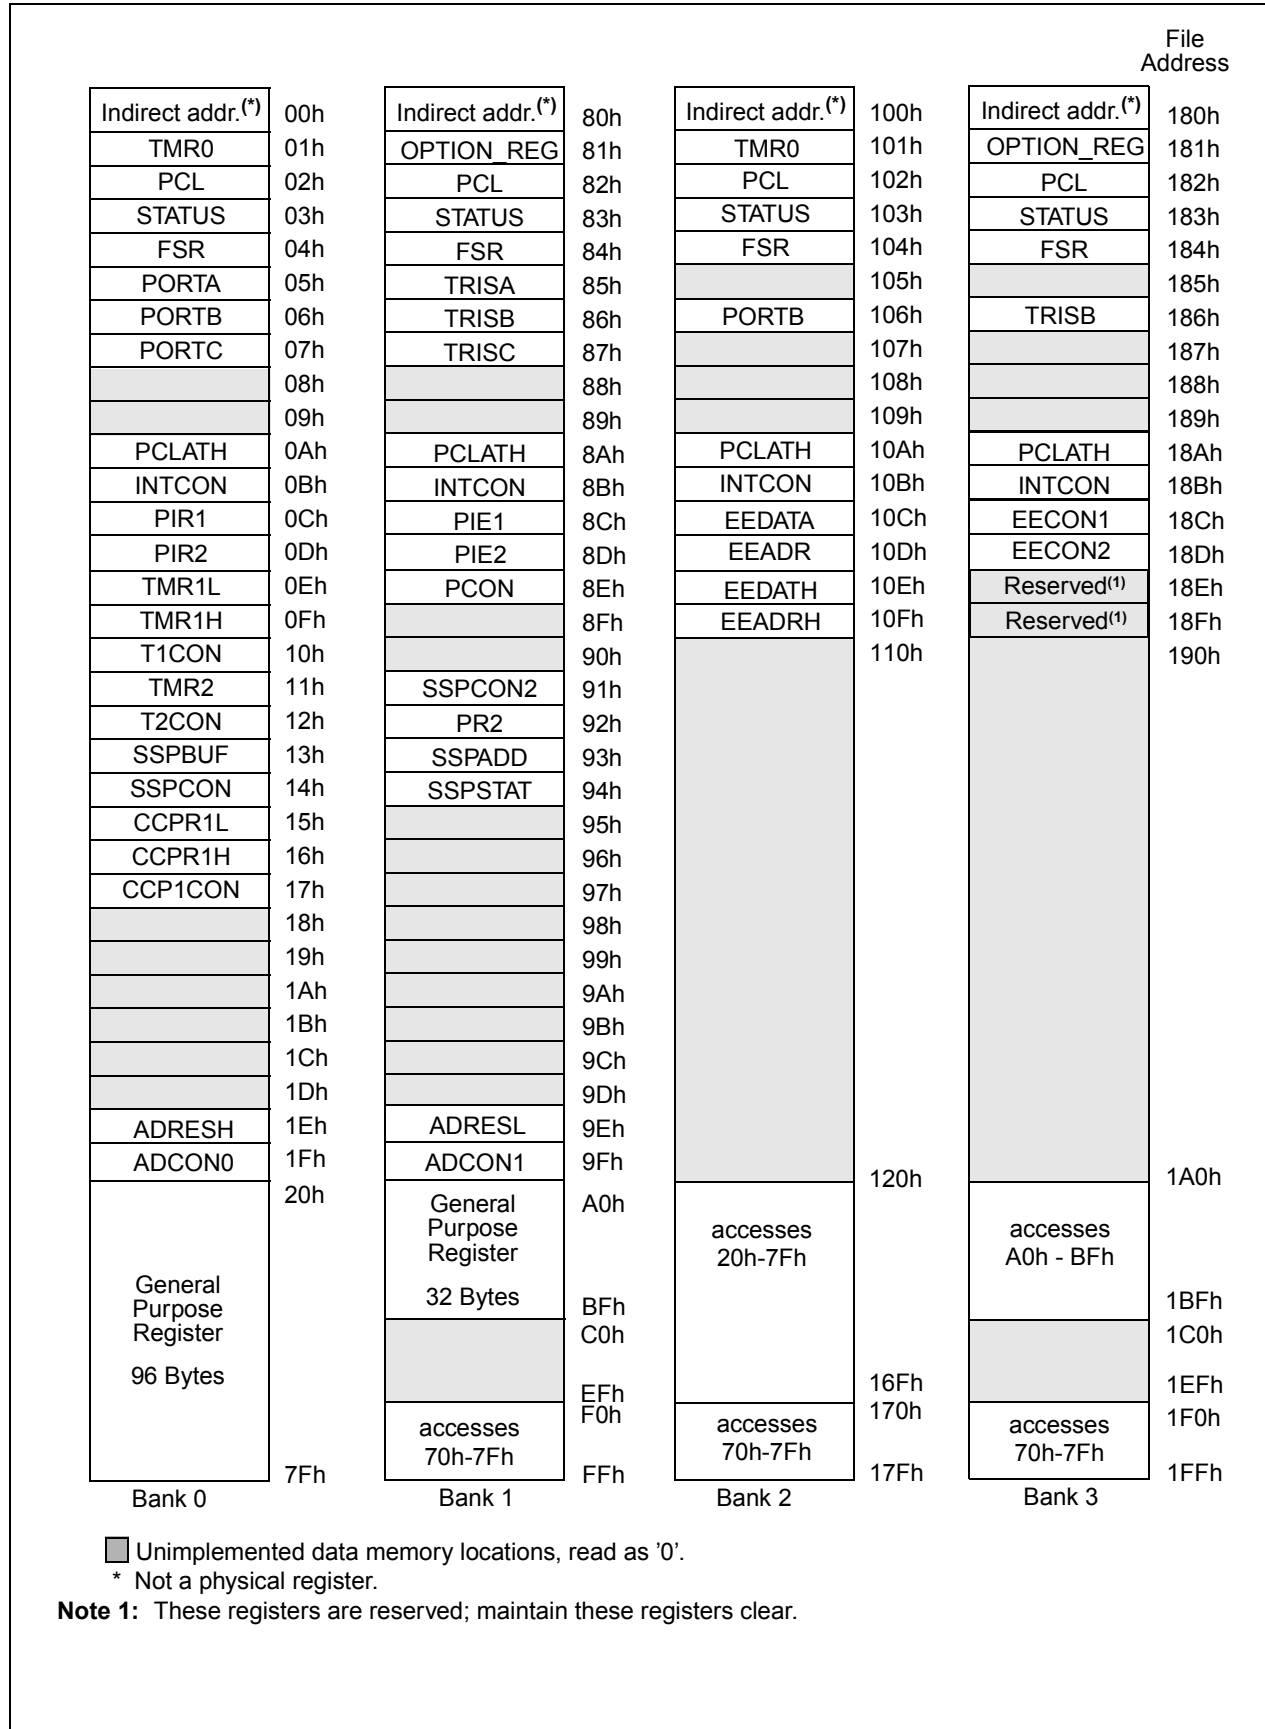 File
Address
Indirect addr.(*) 00h Indirect addr.(*) 80h Indirect addr.(*) 100h Indirect addr.(*) 180h
TMR0 01h OPTION_REG 81h TMR0 101h OPTION_REG 181h
PCL 02h PCL 82h PCL 102h PCL 182h
STATUS 03h STATUS 83h STATUS 103h STATUS 183h
FSR 04h FSR 84h FSR 104h FSR 184h
PORTA 05h TRISA 85h 105h 185h
PORTB 06h TRISB 86h PORTB 106h TRISB 186h
PORTC 07h TRISC 87h 107h 187h
08h 88h 108h 188h
09h 89h 109h 189h
PCLATH 0Ah PCLATH 8Ah PCLATH 10Ah PCLATH 18Ah
INTCON 0Bh INTCON 8Bh INTCON 10Bh INTCON 18Bh
PIR1 0Ch PIE1 8Ch EEDATA 10Ch EECON1 18Ch
PIR2 0Dh PIE2 8Dh EEADR 10Dh EECON2 18Dh
TMR1L 0Eh PCON 8Eh EEDATH 10Eh Reserved(1) 18Eh
TMR1H 0Fh 8Fh EEADRH 10Fh Reserved(1) 18Fh
T1CON 10h 90h 110h 190h
TMR2 11h SSPCON2 91h
T2CON 12h PR2 92h
SSPBUF 13h SSPADD 93h
SSPCON 14h SSPSTAT 94h
CCPR1L 15h 95h
CCPR1H 16h 96h
CCP1CON 17h 97h
18h 98h
19h 99h
1Ah 9Ah
1Bh 9Bh
1Ch 9Ch
1Dh 9Dh
ADRESH 1Eh ADRESL 9Eh
ADCON0 1Fh ADCON1 9Fh
120h 1A0h
20h General A0h
Purpose accesses accesses
Register 20h-7Fh A0h - BFh
General
Purpose 32 Bytes BFh 1BFh
Register C0h 1C0h
96 Bytes
EFh 16Fh 1EFh
F0h 170h 1F0h
accesses accesses accesses
70h-7Fh 70h-7Fh 70h-7Fh
7Fh FFh 17Fh 1FFh
Bank 0 Bank 1 Bank 2 Bank 3
Unimplemented data memory locations, read as '0'.
* Not a physical register.
Note 1: These registers are reserved; maintain these registers clear.